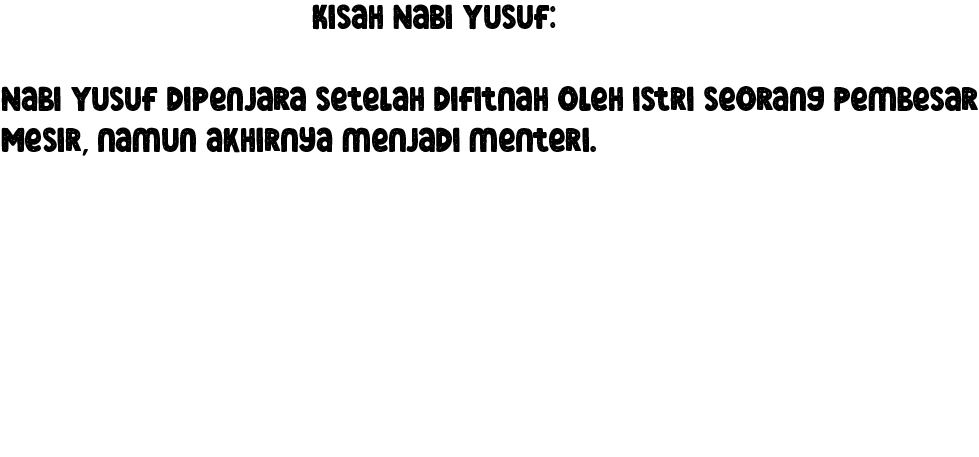 Kisah Nabi Yusuf:
Nabi Yusuf dipenjara setelah difitnah oleh istri seorang pembesar
Mesir, namun akhirnya menjadi menteri.